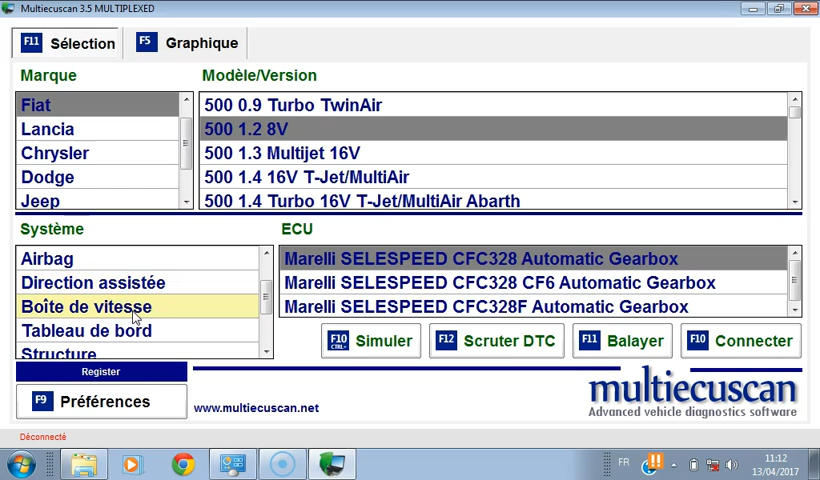 Multiecuscan 3.5 MULTIPLEXED
F11 Sélection
F5 Graphique
Marque
Modèle/Version
Fiat
Lancia
Chrysler
Dodge
Jeep
500 0.9 Turbo TwinAir
500 1.2 8V
500 1.3 Multijet 16V
500 1.4 16V T-Jet/MultiAir
500 1.4 Turbo 16V T-Jet/MultiAir Abarth
Système
ECU
Airbag
Direction assistée
Boîte de vitesse
Tableau de bord
Structure
Marelli SELESPEED CFC328 Automatic Gearbox
Marelli SELESPEED CFC328 CF6 Automatic Gearbox
Marelli SELESPEED CFC328F Automatic Gearbox
F10 CTRL+ Simuler
F12 Scruter DTC
F11 Balayer
F10 Connecter
Register
F9 Préférences
www.multiecuscan.net
multiecuscan
Advanced vehicle diagnostics software
Déconnecté
FR
11:12
13/04/2017